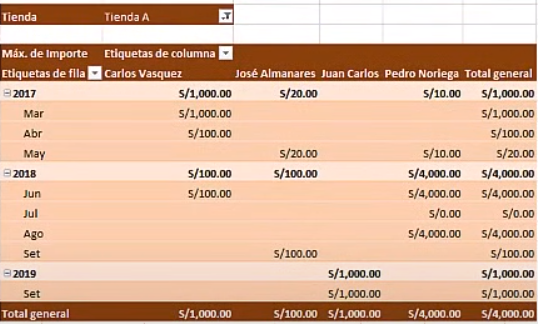 Tienda Tienda A
Máx. de Importe Etiquetas de columna
Etiquetas de fila Carlos Vasquez José Almanares Juan Carlos Pedro Noriega Total general
2017 S/1,000.00 S/20.00 S/10.00 S/1,000.00
Mar S/1,000.00 S/1,000.00
Abr S/100.00 S/100.00
May S/20.00 S/10.00 S/20.00
2018 S/100.00 S/100.00 S/4,000.00 S/4,000.00
Jun S/100.00 S/4,000.00 S/4,000.00
Jul S/0.00 S/0.00
Ago S/4,000.00 S/4,000.00
Set S/100.00 S/100.00
2019 S/1,000.00 S/1,000.00
Set S/1,000.00 S/1,000.00
Total general S/1,000.00 S/100.00 S/1,000.00 S/4,000.00 S/4,000.00